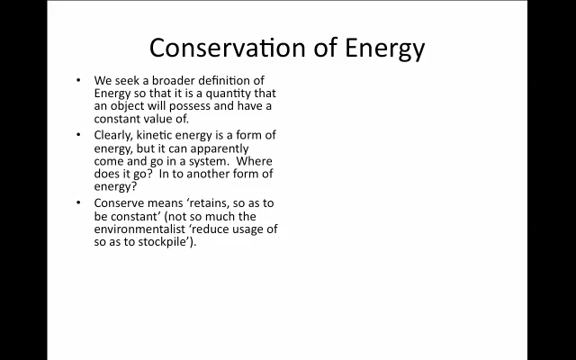 Conservation of Energy
• We seek a broader definition of
Energy so that it is a quantity that
an object will possess and have a
constant value of.
• Clearly, kinetic energy is a form of
energy, but it can apparently
come and go in a system. Where
does it go? In to another form of
energy?
• Conserve means ‘retains, so as to
be constant’ (not so much the
environmentalist ‘reduce usage of
so as to stockpile’).